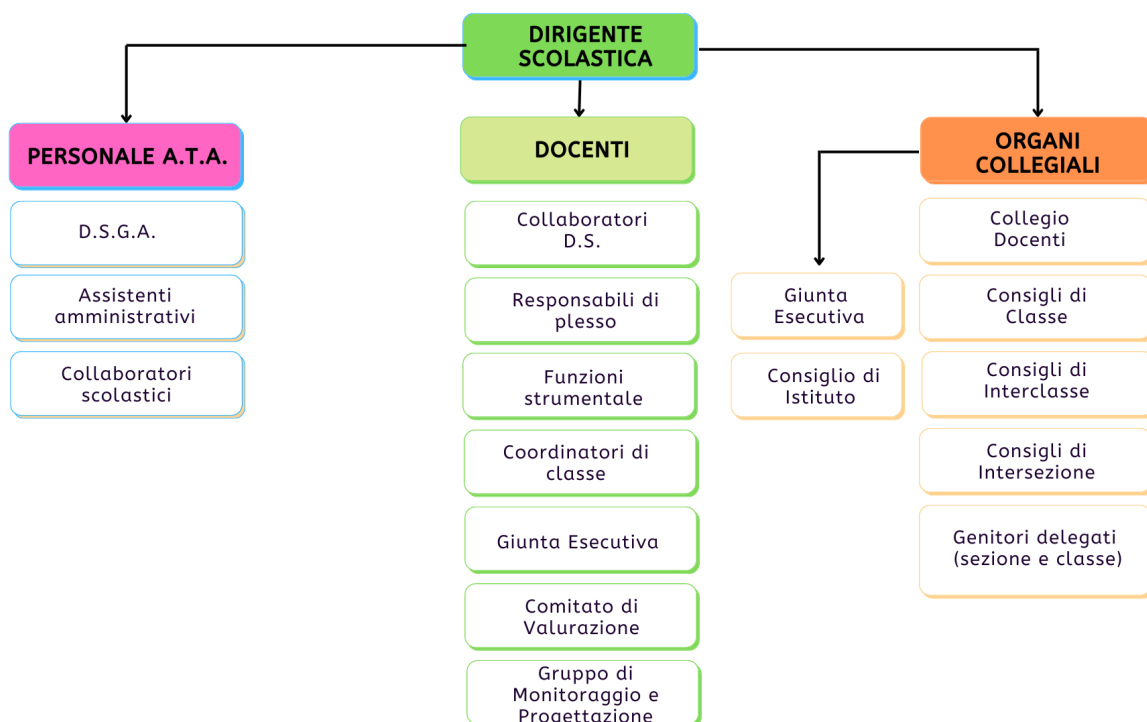 DIRIGENTE
SCOLASTICA
PERSONALE A.T.A.
D.S.G.A.
Assistenti
amministrativi
Collaboratori
scolastici
DOCENTI
Collaboratori
D.S.
Responsabili di
plesso
Funzioni
strumentale
Coordinatori di
classe
Giunta Esecutiva
Comitato di
Valurazione
Gruppo di
Monitoraggio e
Progettazione
ORGANI
COLLEGIALI
Giunta
Esecutiva
Consiglio di
Istituto
Collegio
Docenti
Consigli di
Classe
Consigli di
Interclasse
Consigli di
Intersezione
Genitori delegati
(sezione e classe)